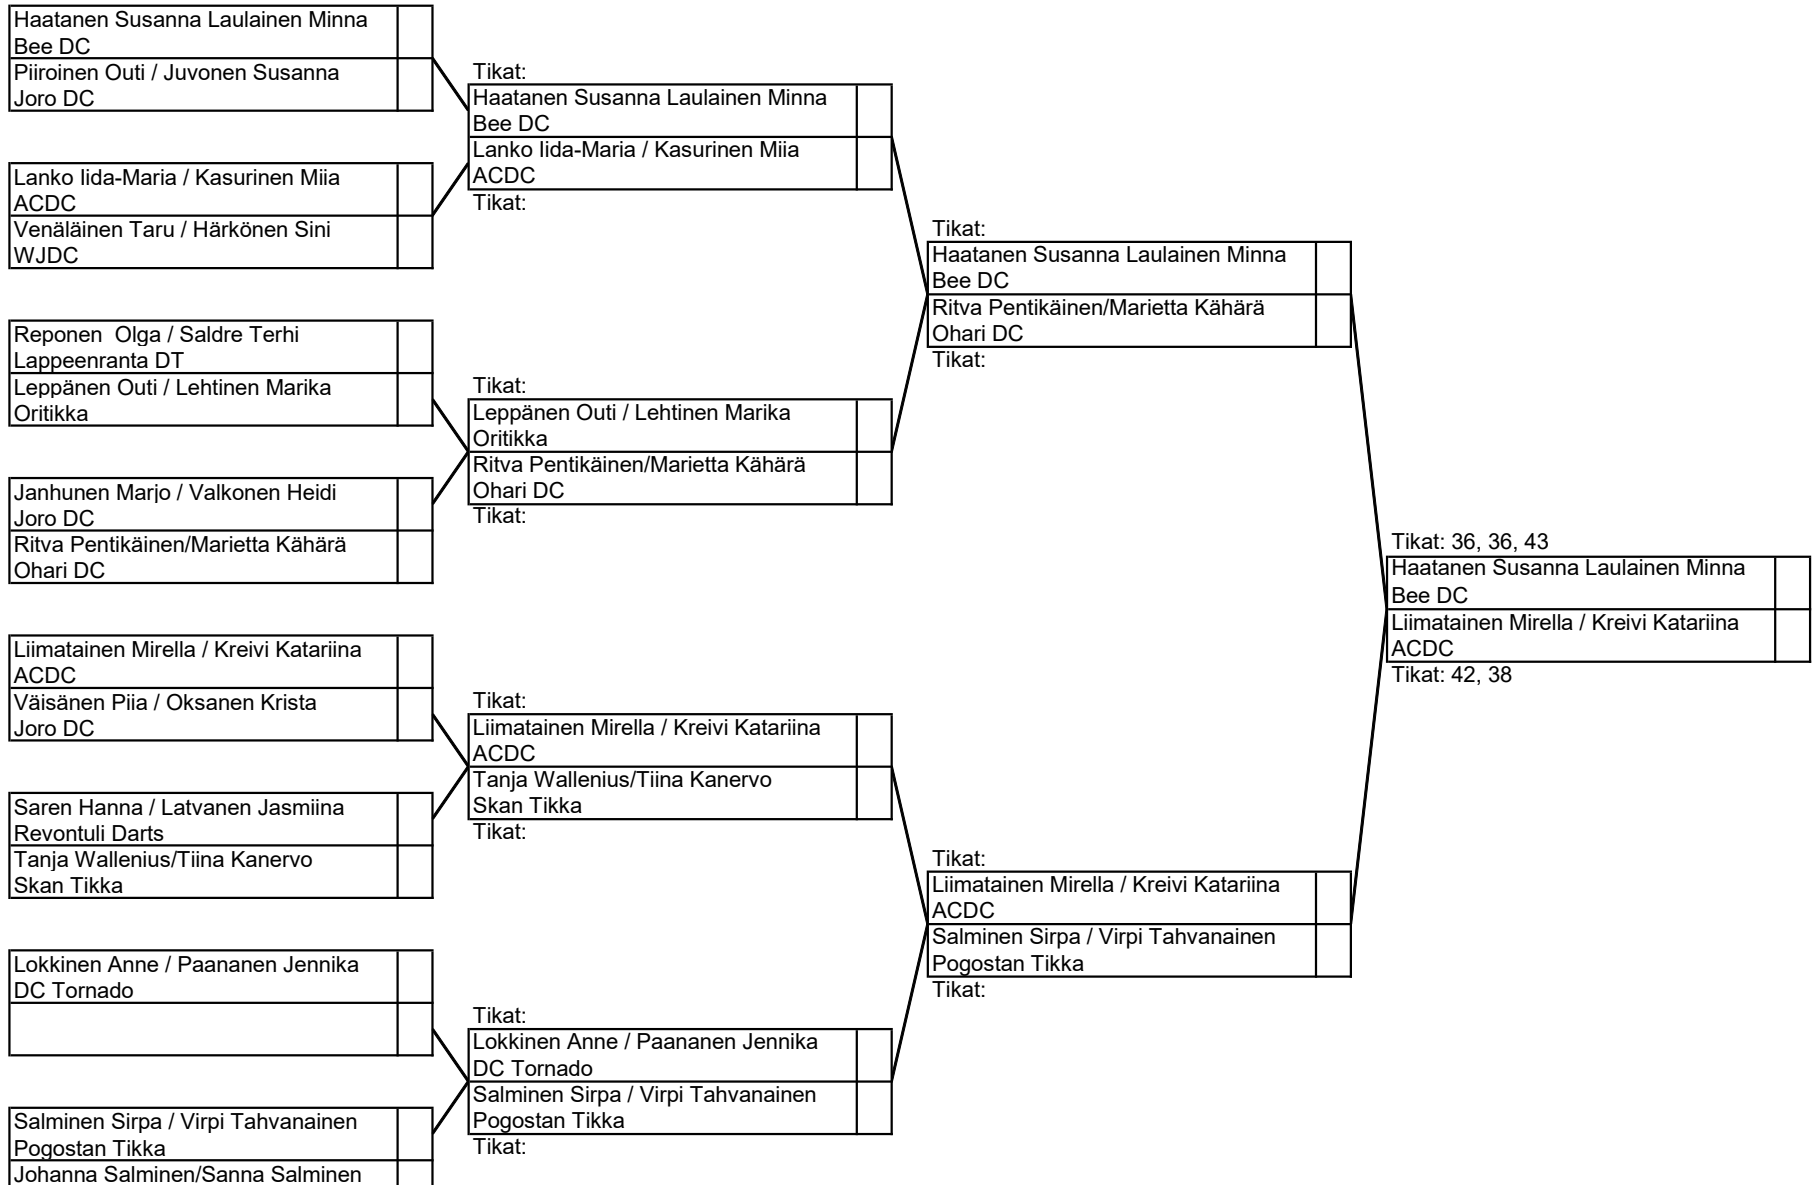 Haatanen Susanna Laulainen Minna
Bee DC
Piiroinen Outi / Juvonen Susanna
Joro DC
Lanko Iida-Maria / Kasurinen Miia
ACDC
Venäläinen Taru / Härkönen Sini
WJDC
Reponen  Olga / Saldre Terhi
Lappeenranta DT
Leppänen Outi / Lehtinen Marika
Oritikka
Janhunen Marjo / Valkonen Heidi
Joro DC
Ritva Pentikäinen/Marietta Kähärä
Ohari DC
Liimatainen Mirella / Kreivi Katariina
ACDC
Väisänen Piia / Oksanen Krista
Joro DC
Saren Hanna / Latvanen Jasmiina
Revontuli Darts
Tanja Wallenius/Tiina Kanervo
Skan Tikka
Lokkinen Anne / Paananen Jennika
DC Tornado
Salminen Sirpa / Virpi Tahvanainen
Pogostan Tikka
Johanna Salminen/Sanna Salminen
Tikat:
Haatanen Susanna Laulainen Minna
Bee DC
Lanko Iida-Maria / Kasurinen Miia
ACDC
Tikat:
Tikat:
Leppänen Outi / Lehtinen Marika
Oritikka
Ritva Pentikäinen/Marietta Kähärä
Ohari DC
Tikat:
Tikat:
Liimatainen Mirella / Kreivi Katariina
ACDC
Tanja Wallenius/Tiina Kanervo
Skan Tikka
Tikat:
Tikat:
Lokkinen Anne / Paananen Jennika
DC Tornado
Salminen Sirpa / Virpi Tahvanainen
Pogostan Tikka
Tikat:
Tikat:
Haatanen Susanna Laulainen Minna
Bee DC
Ritva Pentikäinen/Marietta Kähärä
Ohari DC
Tikat:
Tikat:
Liimatainen Mirella / Kreivi Katariina
ACDC
Salminen Sirpa / Virpi Tahvanainen
Pogostan Tikka
Tikat:
Tikat: 36, 36, 43
Haatanen Susanna Laulainen Minna
Bee DC
Liimatainen Mirella / Kreivi Katariina
ACDC
Tikat: 42, 38